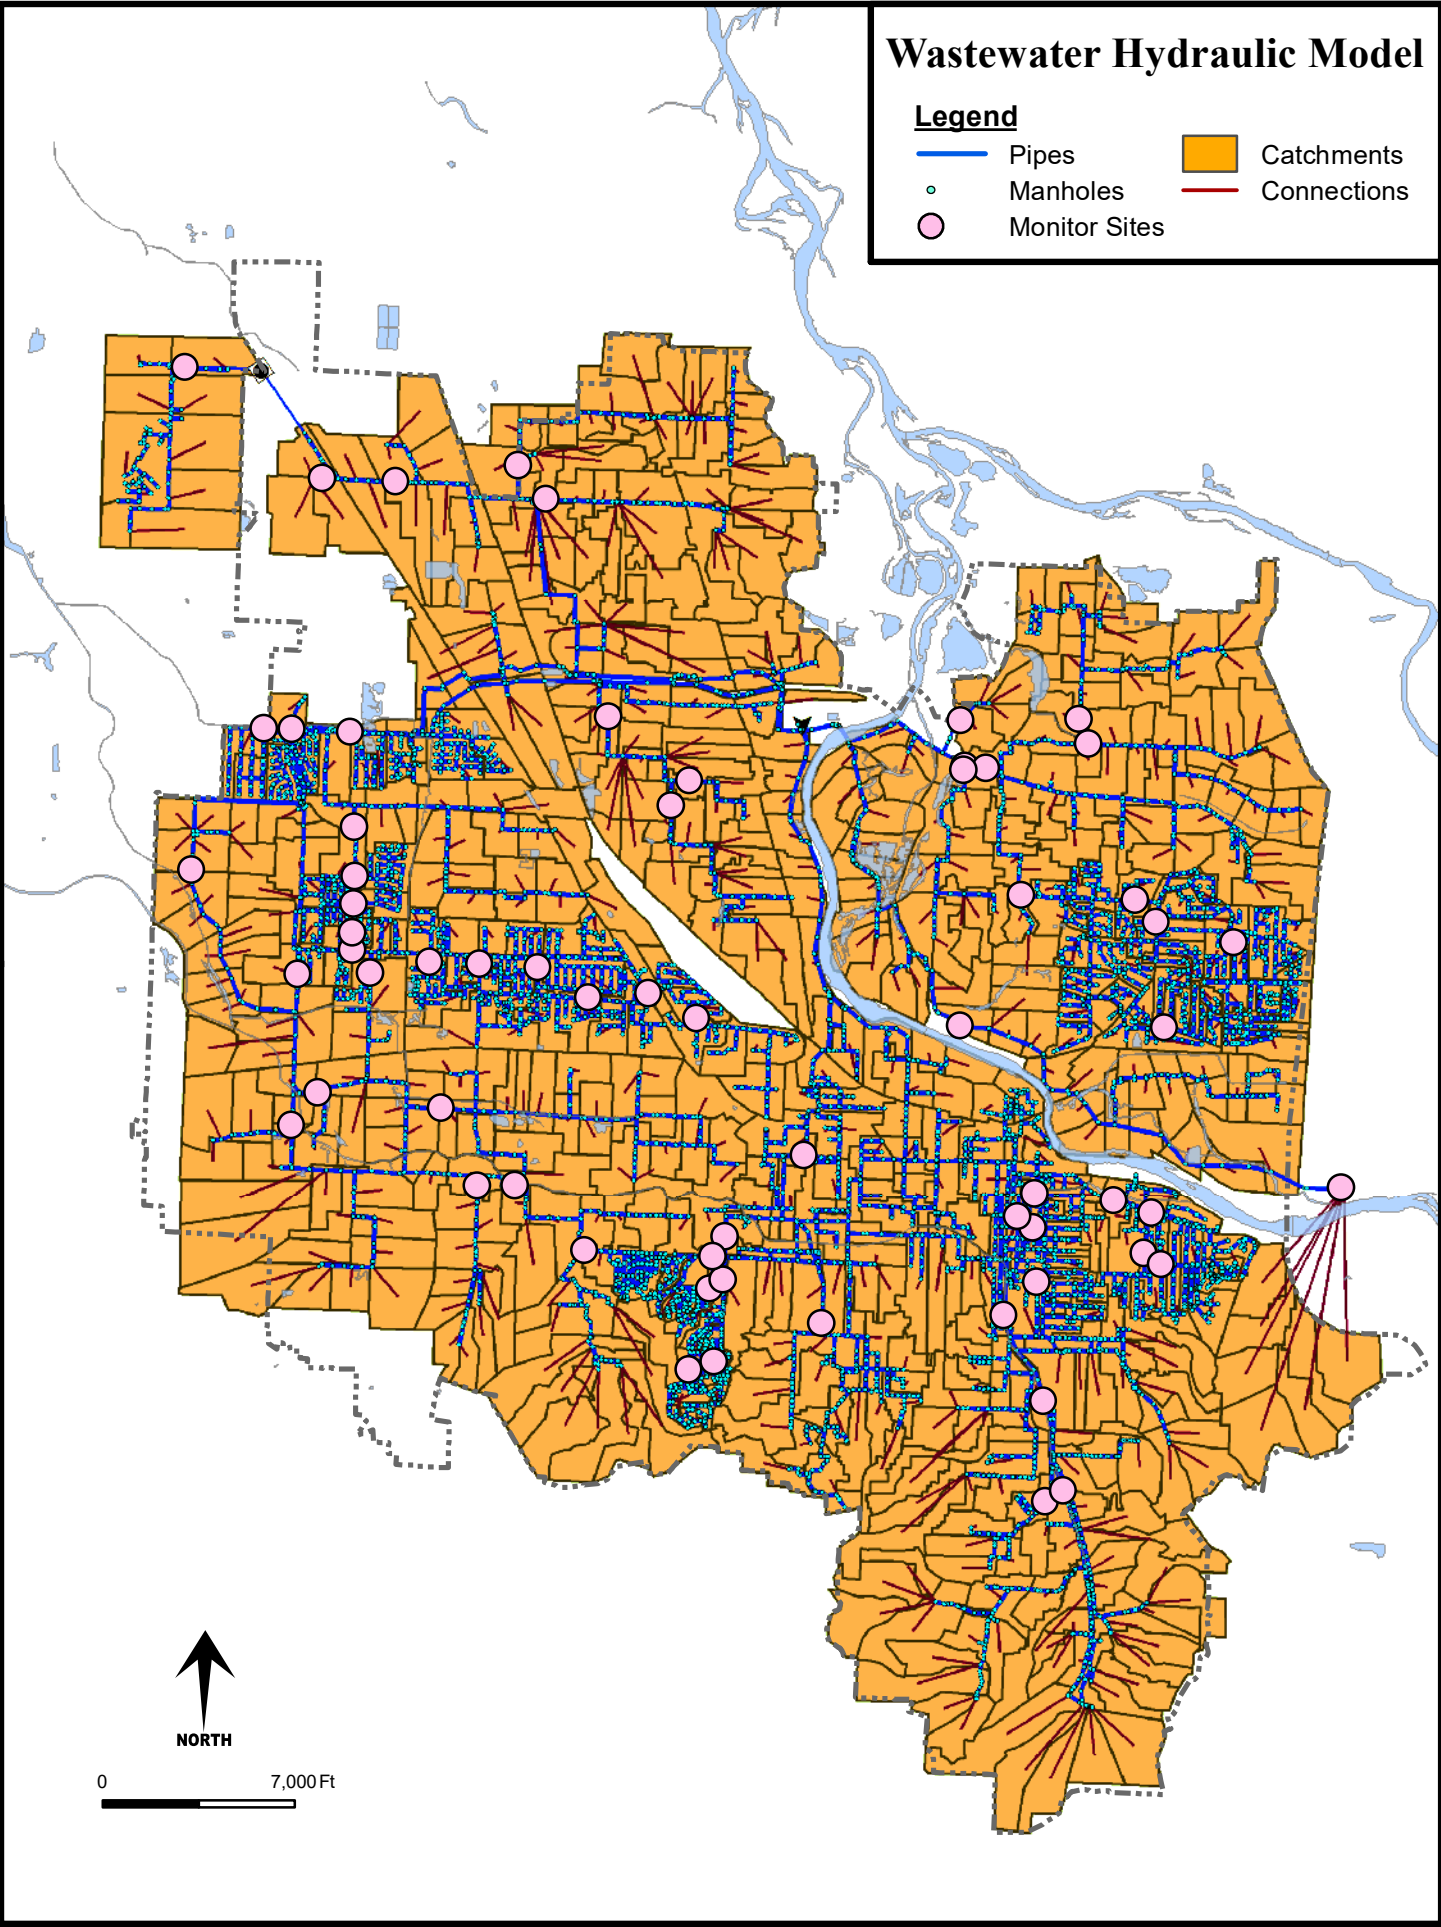 Wastewater Hydraulic Model
Legend
Pipes
Catchments
Manholes
Connections
Monitor Sites
NORTH
0 7,000 Ft